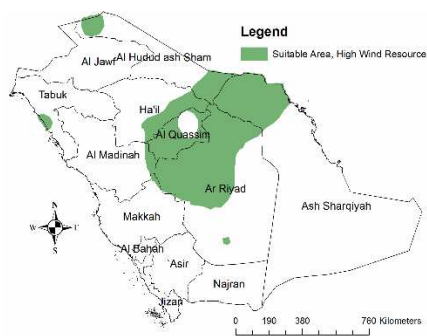 Legend
Suitable Area, High Wind Resource
Al Jawf
Al Hudud ash Sham
Tabuk
Ha'il
Al Quassim
Al Madinah
Ar Riyad
Ash Sharqiyah
Makkah
Al Bahah
Asir
Najran
Jizan
N
W
E
S
0 190 380 760 Kilometers